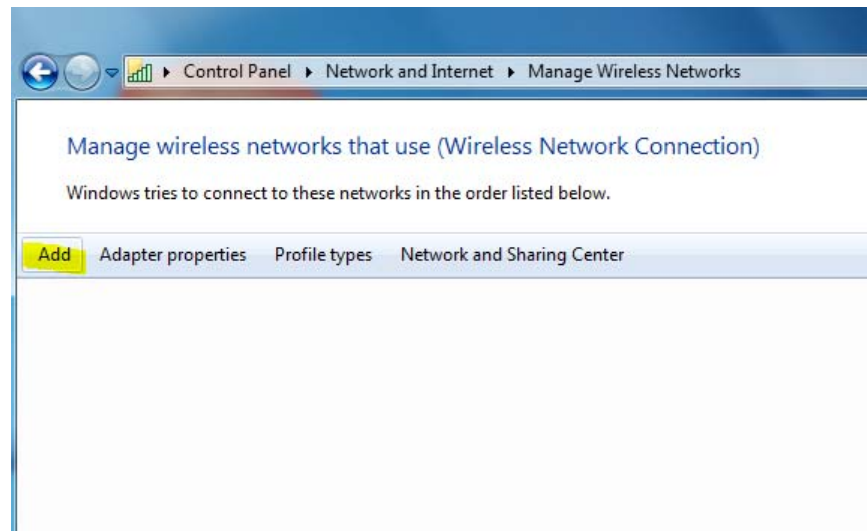 Control Panel ▸ Network and Internet ▸ Manage Wireless Networks
Manage wireless networks that use (Wireless Network Connection)
Windows tries to connect to these networks in the order listed below.
Add Adapter properties Profile types Network and Sharing Center